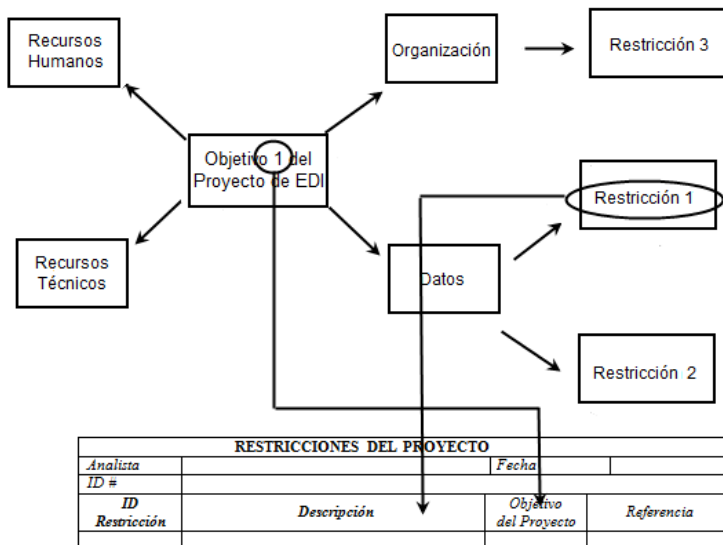 Recursos
Humanos
Organización
Restricción 3
Objetivo 1 del
Proyecto de EDI
Restricción 1
Recursos
Técnicos
Datos
Restricción 2
RESTRICCIONES DEL PROYECTO
Analista
Fecha
ID #
ID
Restricción
Descripción
Objetivo
del Proyecto
Referencia